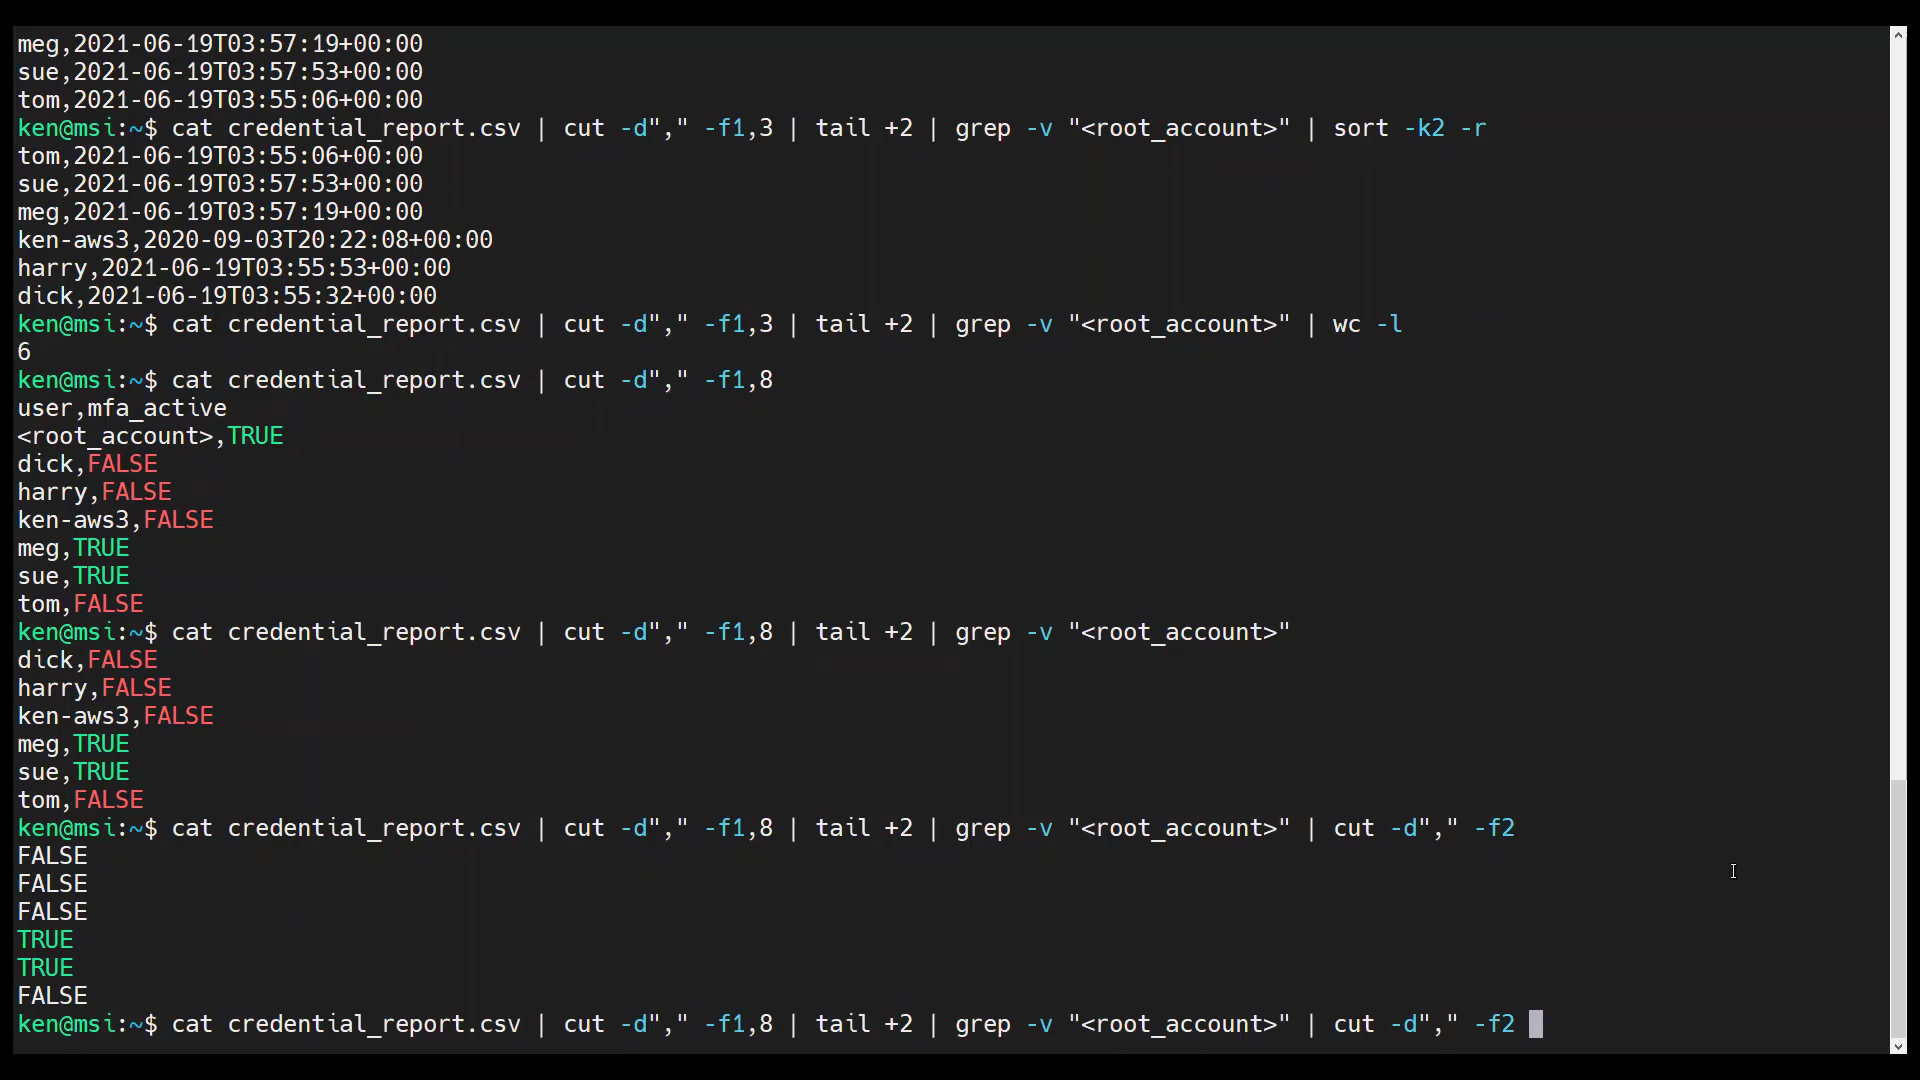 meg,2021-06-19T03:57:19+00:00
sue,2021-06-19T03:57:53+00:00
tom,2021-06-19T03:55:06+00:00
ken@msi:~$ cat credential_report.csv | cut -d"," -f1,3 | tail +2 | grep -v "<root_account>" | sort -k2 -r
tom,2021-06-19T03:55:06+00:00
sue,2021-06-19T03:57:53+00:00
meg,2021-06-19T03:57:19+00:00
ken-aws3,2020-09-03T20:22:08+00:00
harry,2021-06-19T03:55:53+00:00
dick,2021-06-19T03:55:32+00:00
ken@msi:~$ cat credential_report.csv | cut -d"," -f1,3 | tail +2 | grep -v "<root_account>" | wc -l
6
ken@msi:~$ cat credential_report.csv | cut -d"," -f1,8
user,mfa_active
<root_account>,TRUE
dick,FALSE
harry,FALSE
ken-aws3,FALSE
meg,TRUE
sue,TRUE
tom,FALSE
ken@msi:~$ cat credential_report.csv | cut -d"," -f1,8 | tail +2 | grep -v "<root_account>"
dick,FALSE
harry,FALSE
ken-aws3,FALSE
meg,TRUE
sue,TRUE
tom,FALSE
ken@msi:~$ cat credential_report.csv | cut -d"," -f1,8 | tail +2 | grep -v "<root_account>" | cut -d"," -f2
FALSE
FALSE
FALSE
TRUE
TRUE
FALSE
ken@msi:~$ cat credential_report.csv | cut -d"," -f1,8 | tail +2 | grep -v "<root_account>" | cut -d"," -f2